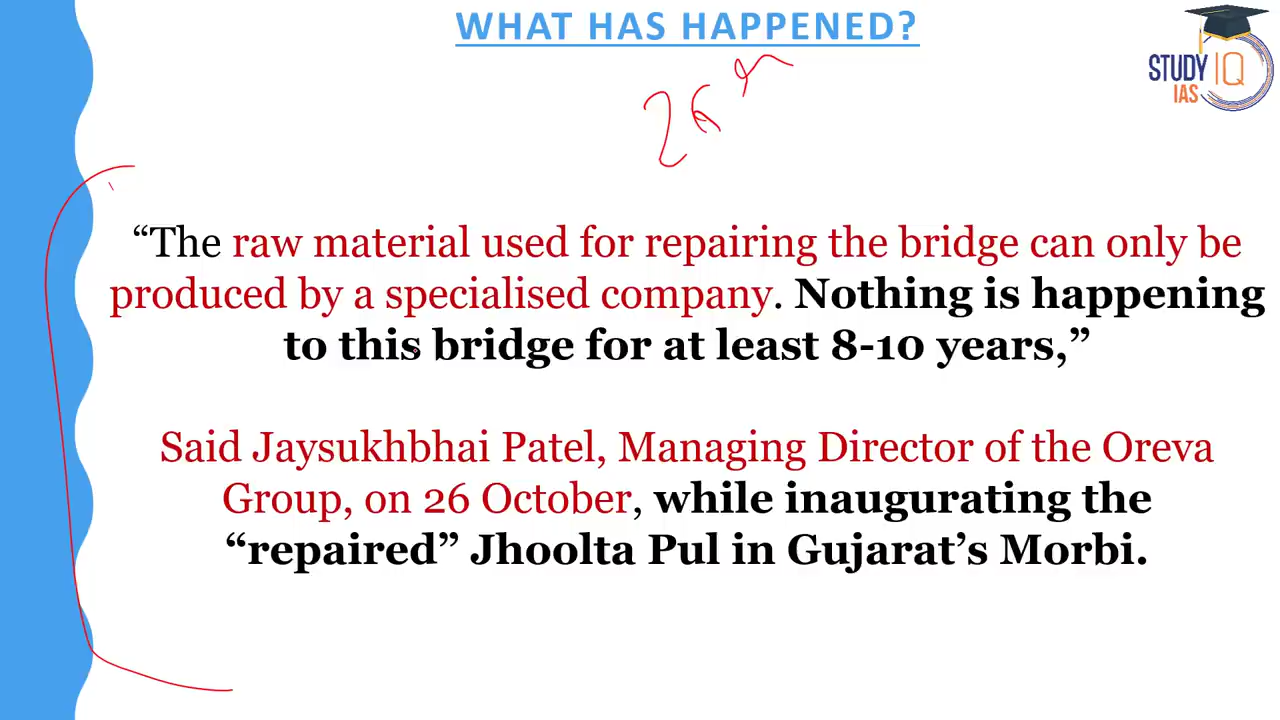 WHAT HAS HAPPENED?
STUDY IQ
IAS
26th
“The raw material used for repairing the bridge can only be
produced by a specialised company. Nothing is happening
to this bridge for at least 8-10 years,”
Said Jaysukhbhai Patel, Managing Director of the Oreva
Group, on 26 October, while inaugurating the
“repaired” Jhoolta Pul in Gujarat’s Morbi.